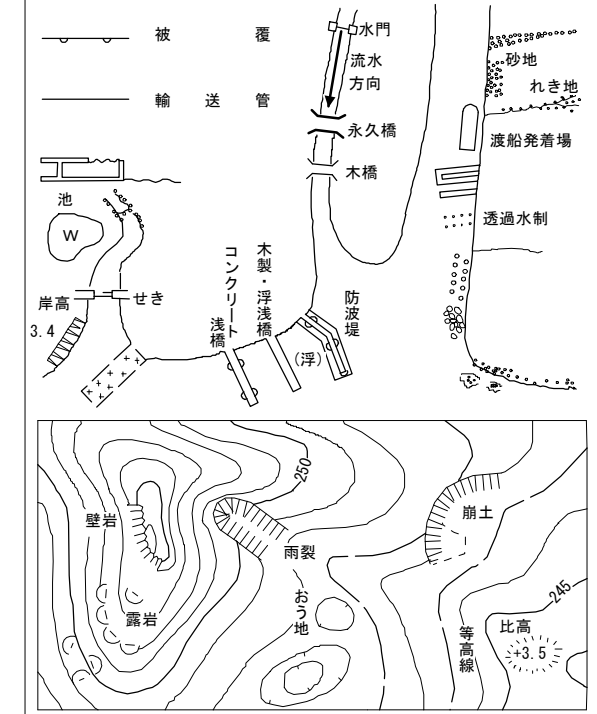 被覆
輸送管
水門
流水
方向
永久橋
木橋
砂地
れき地
渡船発着場
透過水制
池
W
せき
岸高
3.4
コンクリート
浅橋
木製・浮浅橋
(浮)
防波堤
250
壁岩
雨裂
崩土
露岩
おう地
等高線
245
比高
+3.5